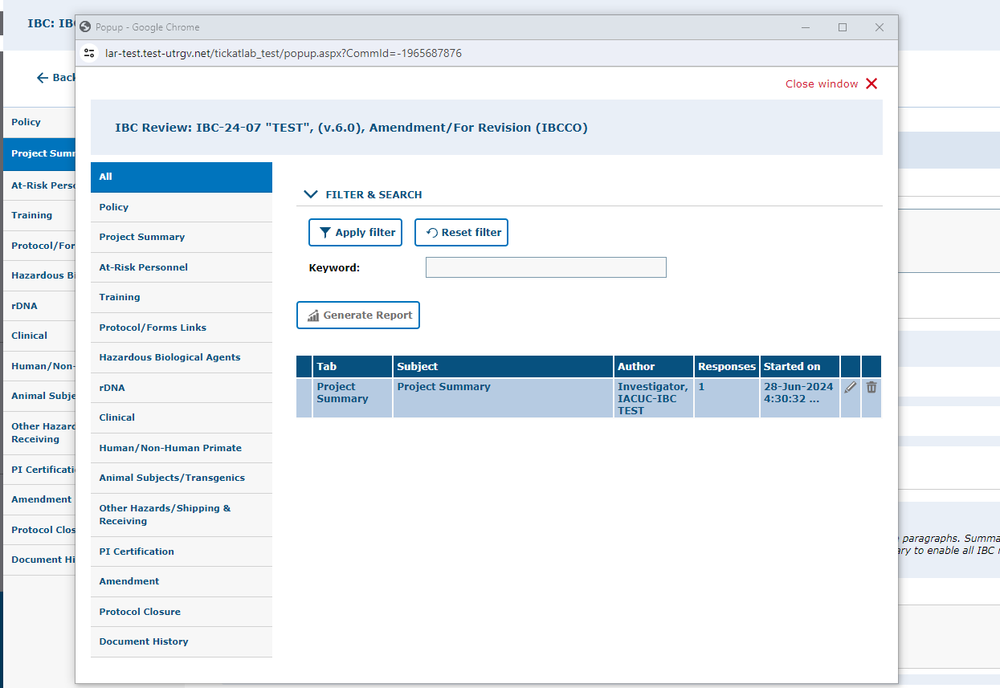 IBC: IBC
Back
Policy
Project Summ
At-Risk Perso
Training
Protocol/For
Hazardous Bi
rDNA
Clinical
Human/Non-
Animal Subje
Other Hazard
Receiving
PI Certificati
Amendment
Protocol Clos
Document Hi
Popup - Google Chrome
lar-test.test-utrgv.net/tickatlab_test/popup.aspx?CommId=-1965687876
Close window
IBC Review: IBC-24-07 "TEST", (v.6.0), Amendment/For Revision (IBCCO)
All
Policy
Project Summary
At-Risk Personnel
Training
Protocol/Forms Links
Hazardous Biological Agents
rDNA
Clinical
Human/Non-Human Primate
Animal Subjects/Transgenics
Other Hazards/Shipping &
Receiving
PI Certification
Amendment
Protocol Closure
Document History
FILTER & SEARCH
Apply filter Reset filter
Keyword:
Generate Report
Tab Subject Author Responses Started on
Project Project Summary Investigator, 1 28-Jun-2024
Summary IACUC-IBC 4:30:32 ...
TEST
paragraphs. Summa
ary to enable all IBC